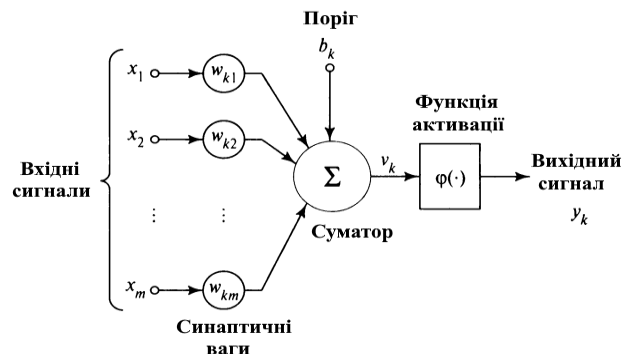 Поріг
b_k
x_1
w_k1
Функція
активації
x_2
w_k2
Вхідні
сигнали
Σ
v_k
φ(·)
Вихідний
сигнал
y_k
⋮
⋮
Суматор
x_m
w_km
Синаптичні
ваги